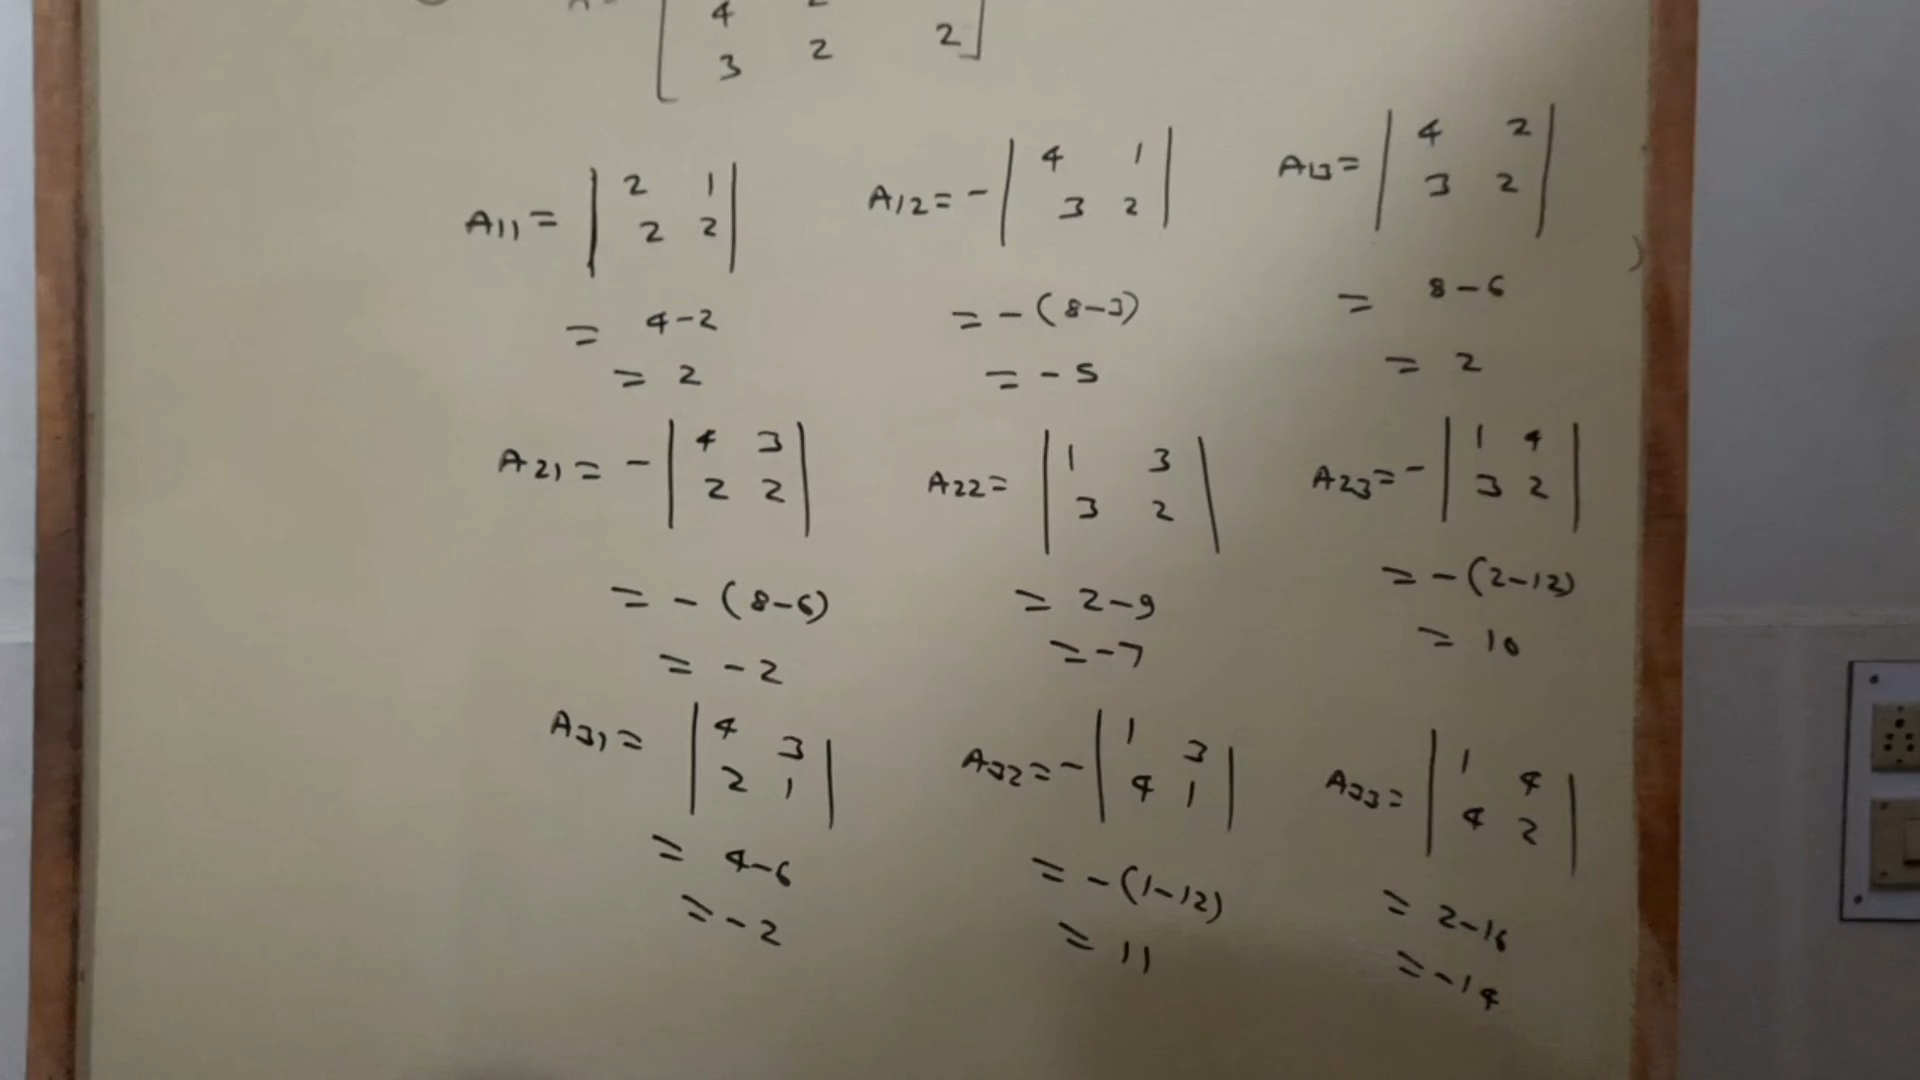 4
3 2 2
A11 = | 2 1 | A12 = - | 4 1 | A13 = | 4 2 |
| 2 2 | | 3 2 | | 3 2 |
= 4-2 = -(8-3) = 8-6
= 2 = -5 = 2
A21 = - | 4 3 | A22 = | 1 3 | A23 = - | 1 4 |
| 2 2 | | 3 2 | | 3 2 |
= -(8-6) = 2-9 = -(2-12)
= -2 = -7 = 10
A31 = | 4 3 | A32 = - | 1 3 | A33 = | 1 4 |
| 2 1 | | 4 1 | | 4 2 |
= 4-6 = -(1-12) = 2-16
= -2 = 11 = -14